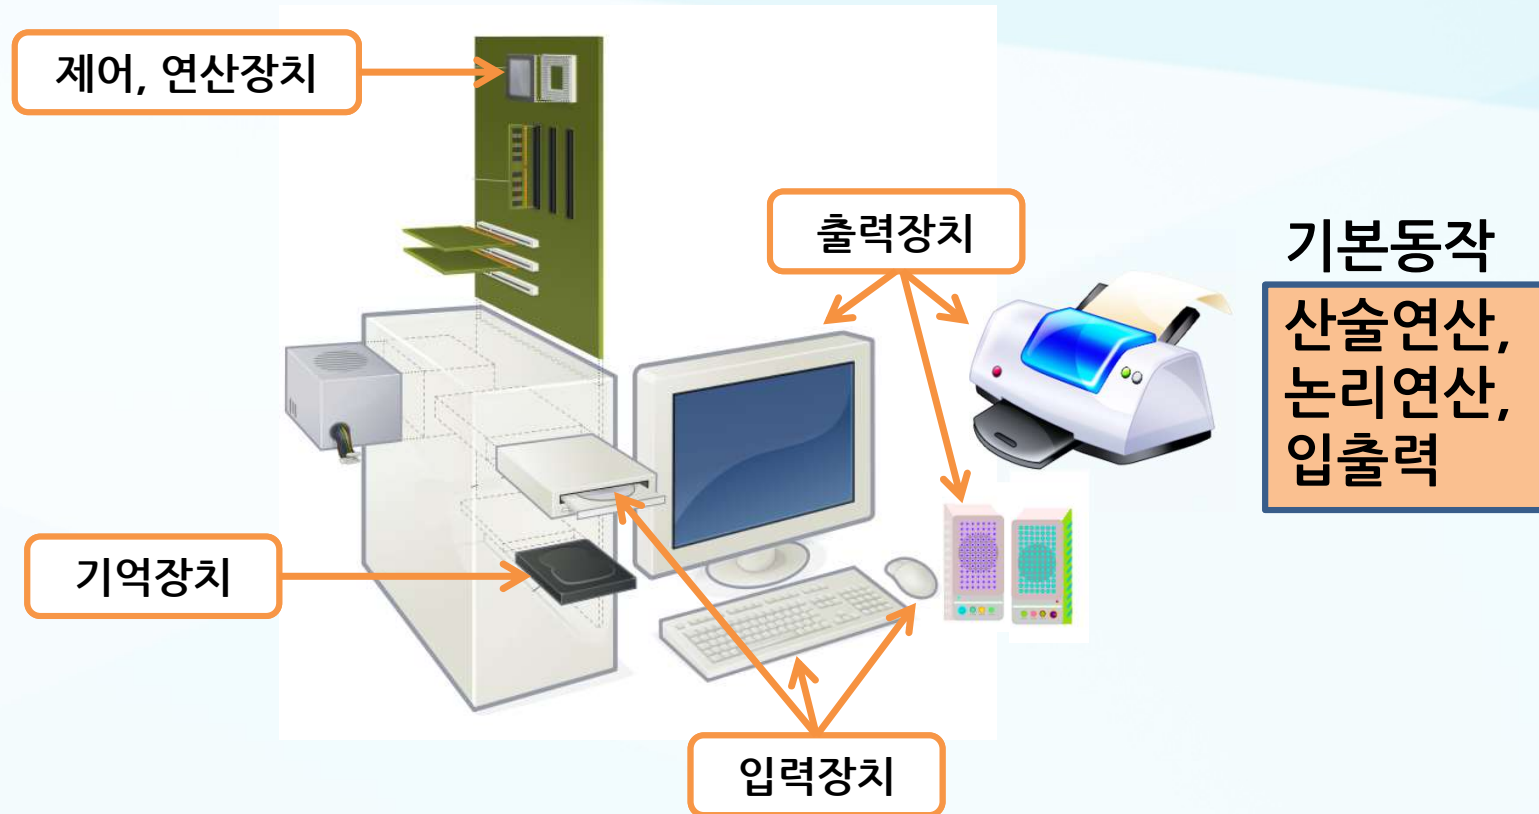 제어, 연산장치
출력장치
기본동작
산술연산,
논리연산,
입출력
기억장치
입력장치